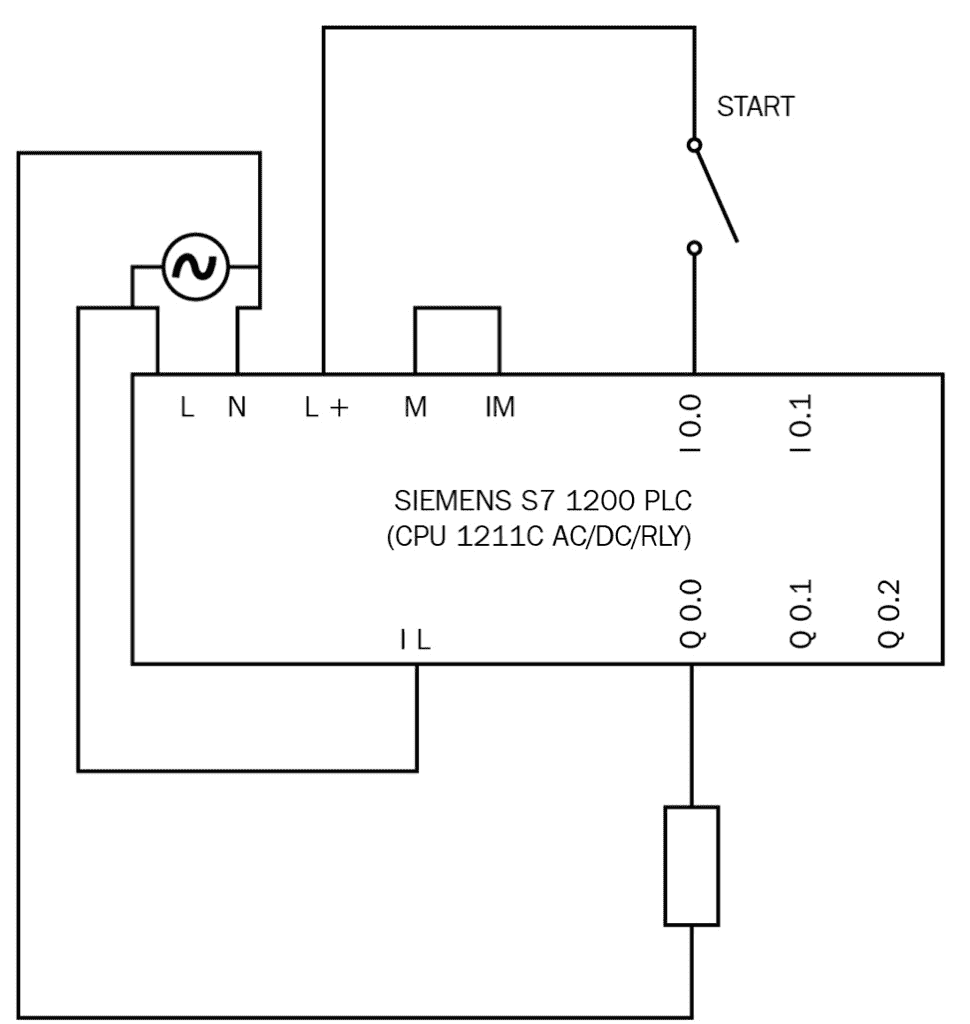 START
L
N
L +
M
IM
I 0.0
I 0.1
SIEMENS S7 1200 PLC
(CPU 1211C AC/DC/RLY)
I L
Q 0.0
Q 0.1
Q 0.2